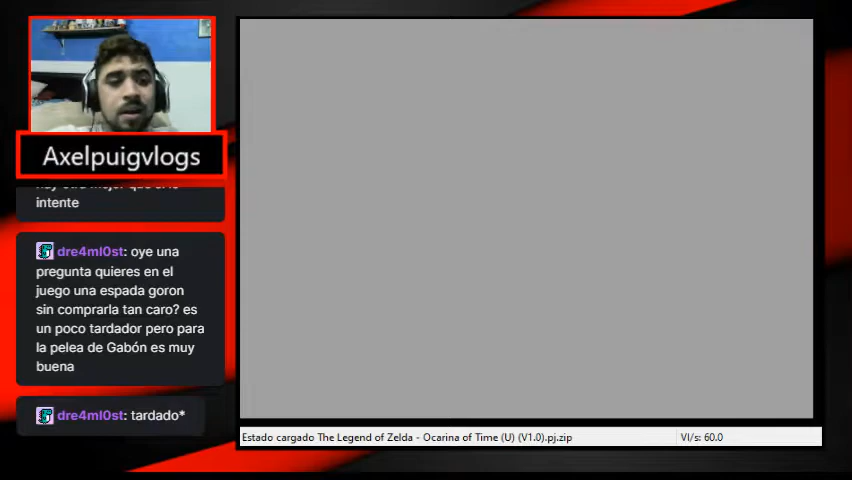 Axelpuigvlogs
intente
dre4ml0st: oye una
pregunta quieres en el
juego una espada goron
sin comprarla tan caro? es
un poco tardador pero para
la pelea de Gabón es muy
buena
dre4ml0st: tardado*
Estado cargado The Legend of Zelda - Ocarina of Time (U) (V1.0).pj.zip
VI/s: 60.0